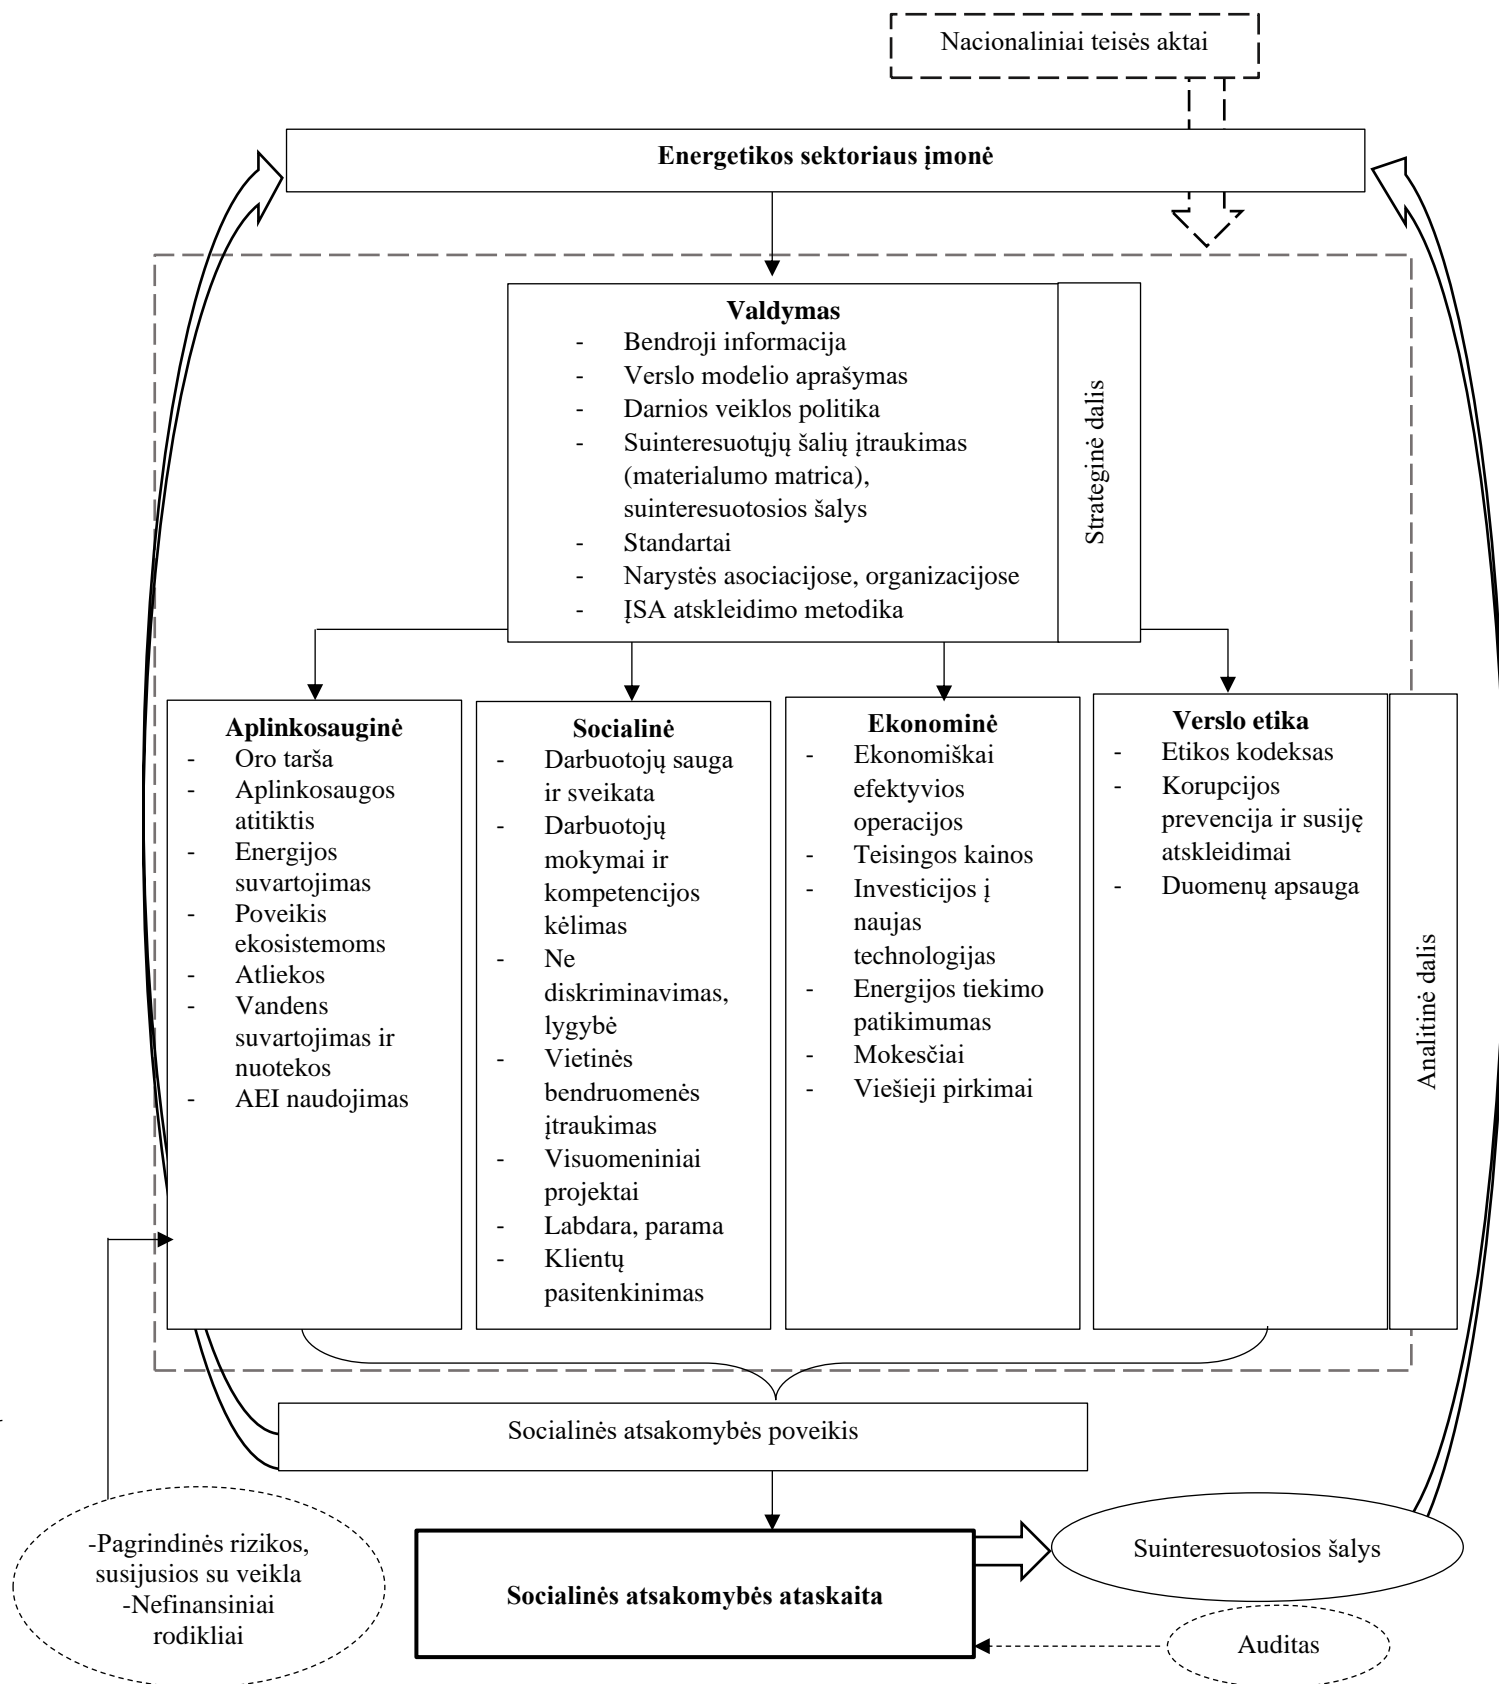 Nacionaliniai teisės aktai
Energetikos sektoriaus įmonė
Valdymas
- Bendroji informacija
- Verslo modelio aprašymas
- Darnios veiklos politika
- Suinteresuotųjų šalių įtraukimas
(materialumo matrica),
suinteresuotosios šalys
- Standartai
- Narystės asociacijose, organizacijose
- ĮSA atskleidimo metodika
Strateginė dalis
Aplinkosauginė
- Oro tarša
- Aplinkosaugos
atitiktis
- Energijos
suvartojimas
- Poveikis
ekosistemoms
- Atliekos
- Vandens
suvartojimas ir
nuotekos
- AEI naudojimas
Socialinė
- Darbuotojų sauga
ir sveikata
- Darbuotojų
mokymai ir
kompetencijos
kėlimas
- Ne
diskriminavimas,
lygybė
- Vietinės
bendruomenės
įtraukimas
- Visuomeniniai
projektai
- Labdara, parama
- Klientų
pasitenkinimas
Ekonominė
- Ekonomiškai
efektyvios
operacijos
- Teisingos kainos
- Investicijos į
naujas
technologijas
- Energijos tiekimo
patikimumas
- Mokesčiai
- Viešieji pirkimai
Verslo etika
- Etikos kodeksas
- Korupcijos
prevencija ir susiję
atskleidimai
- Duomenų apsauga
Analitinė dalis
Socialinės atsakomybės poveikis
-Pagrindinės rizikos,
susijusios su veikla
-Nefinansiniai
rodikliai
Socialinės atsakomybės ataskaita
Suinteresuotosios šalys
Auditas